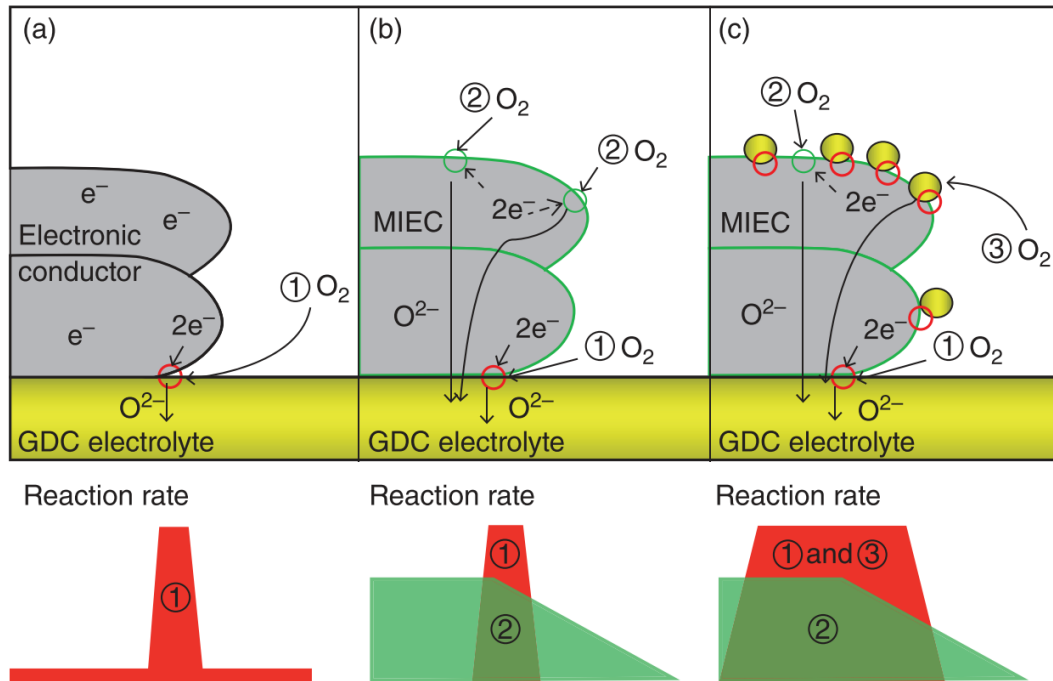 (a)
e⁻
e⁻
Electronic
conductor
① O₂
e⁻
2e⁻
O²⁻
GDC electrolyte
(b)
② O₂
② O₂
MIEC
2e⁻
O²⁻
2e⁻
① O₂
O²⁻
GDC electrolyte
(c)
② O₂
2e⁻
MIEC
③ O₂
O²⁻
2e⁻
① O₂
O²⁻
GDC electrolyte
Reaction rate
①
Reaction rate
①
②
Reaction rate
① and ③
②